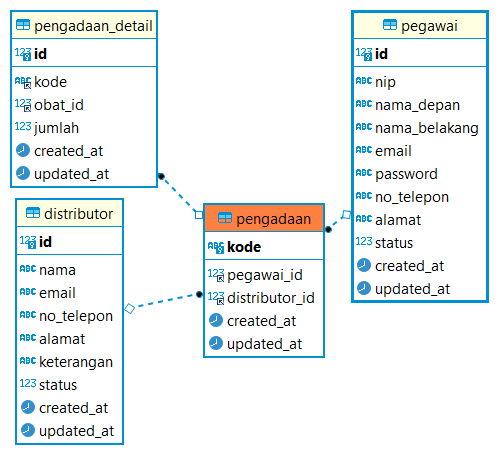 pengadaan_detail
123 id
ABC kode
123 obat_id
123 jumlah
created_at
updated_at
pegawai
123 id
ABC nip
ABC nama_depan
ABC nama_belakang
ABC email
ABC password
ABC no_telepon
ABC alamat
123 status
created_at
updated_at
distributor
123 id
ABC nama
ABC email
ABC no_telepon
ABC alamat
ABC keterangan
123 status
created_at
updated_at
pengadaan
ABC kode
123 pegawai_id
123 distributor_id
created_at
updated_at